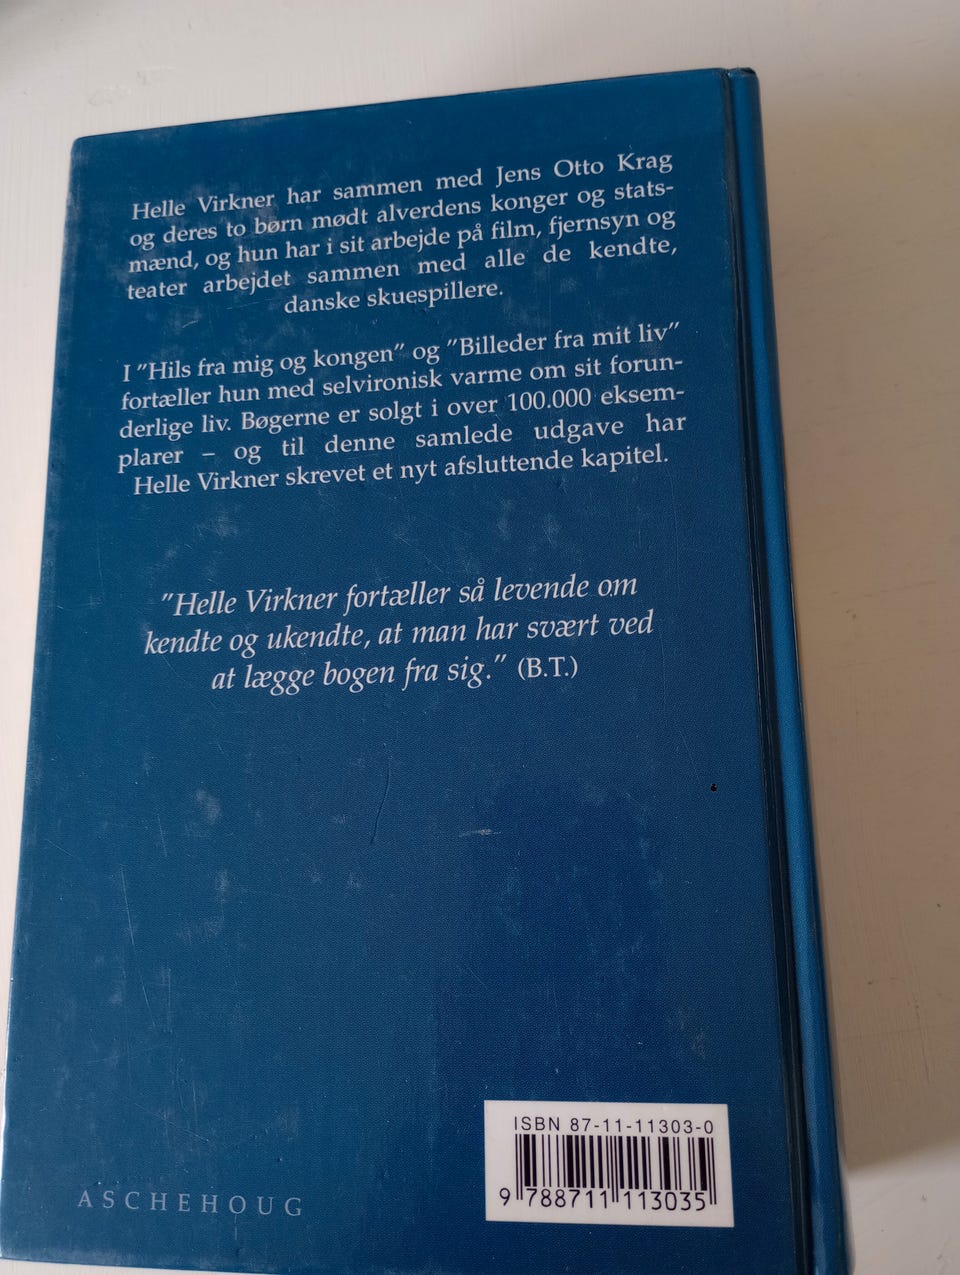 Helle Virkner har sammen med Jens Otto Krag
og deres to børn mødt alverdens konger og stats-
mænd, og hun har i sit arbejde på film, fjernsyn og
teater arbejdet sammen med alle de kendte,
danske skuespillere.
I "Hils fra mig og kongen" og "Billeder fra mit liv"
fortæller hun med selvironisk varme om sit forun-
derlige liv. Bøgerne er solgt i over 100.000 eksem-
plarer – og til denne samlede udgave har
Helle Virkner skrevet et nyt afsluttende kapitel.
"Helle Virkner fortæller så levende om
kendte og ukendte, at man har svært ved
at lægge bogen fra sig." (B.T.)
ISBN 87-11-11303-0
9 788711 113035
ASCHEHOUG